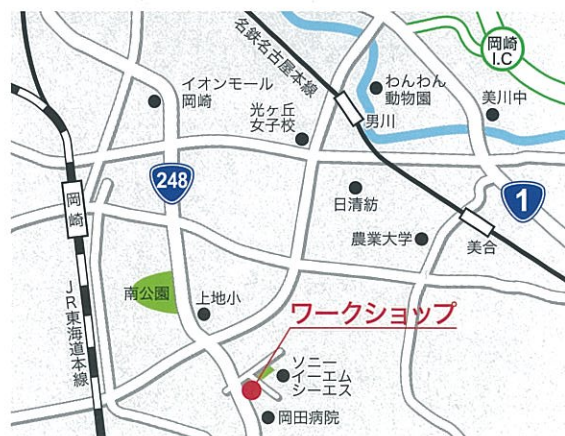 名鉄名古屋本線
岡崎
I.C
イオンモール
岡崎
わんわん
動物園
美川中
光ヶ丘
女子校
男川
248
日清紡
1
岡崎
農業大学
美合
南公園
上地小
JR東海道本線
ワークショップ
ソニー
イーエム
シーエス
岡田病院